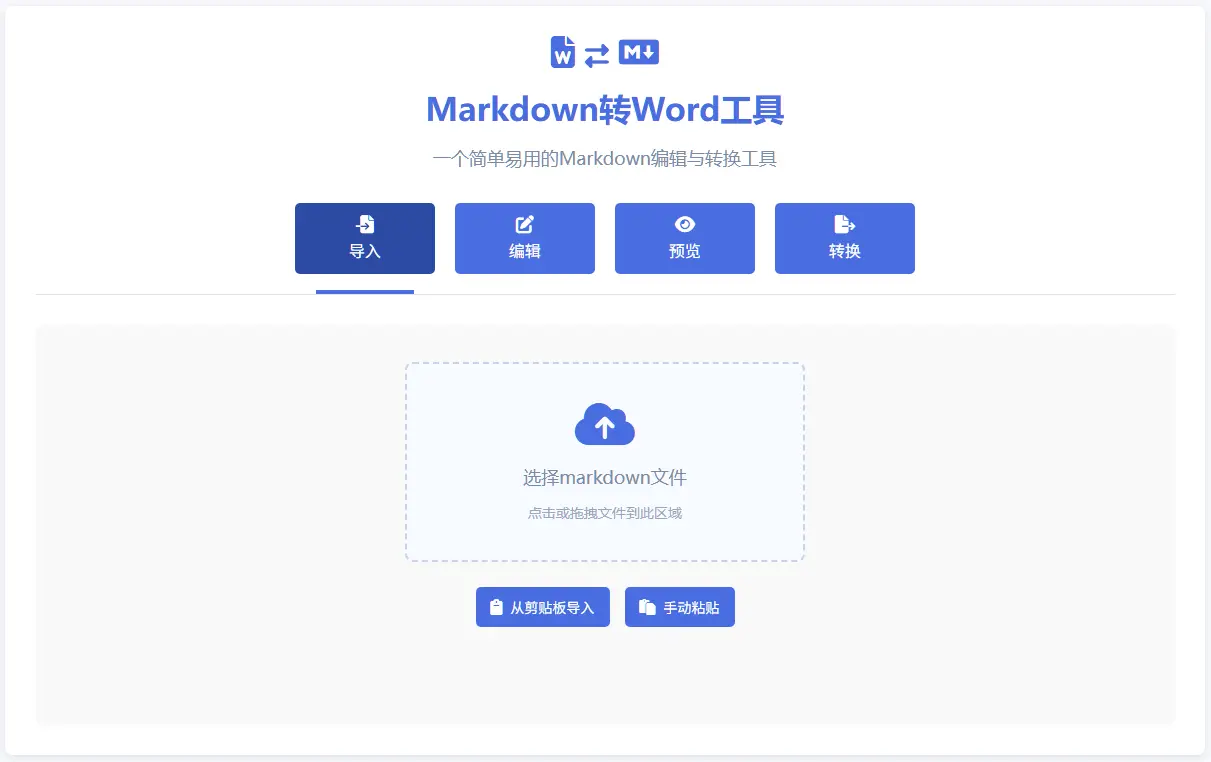 W
M
Markdown转Word工具
一个简单易用的Markdown编辑与转换工具
导入
编辑
预览
转换
选择markdown文件
点击或拖拽文件到此区域
从剪贴板导入
手动粘贴